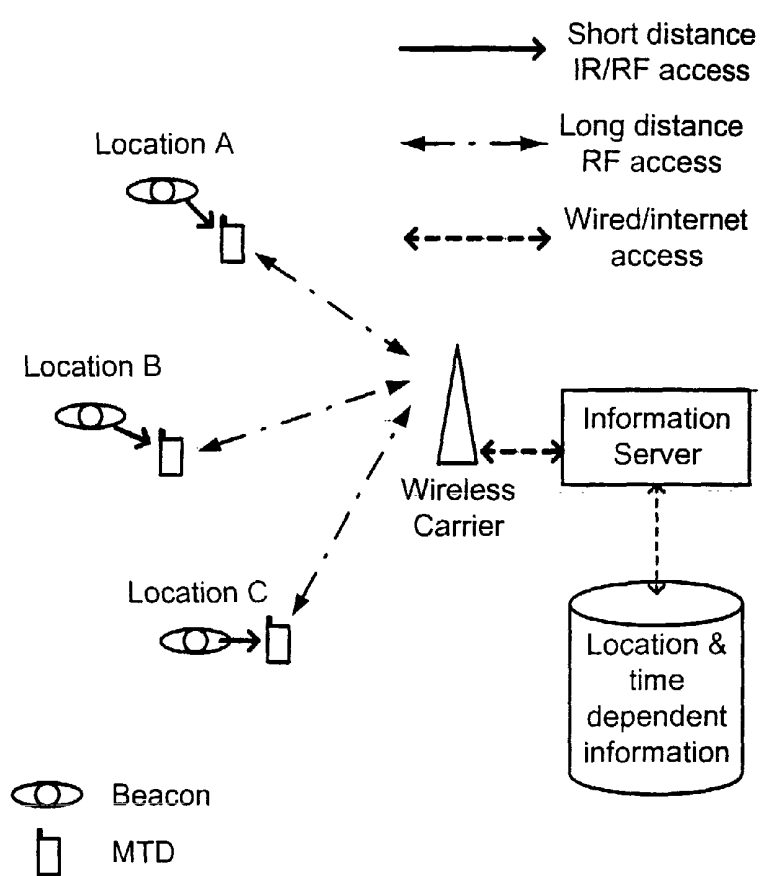 Short distance
IR/RF access
Long distance
RF access
Wired/internet
access
Location A
Location B
Location C
Wireless
Carrier
Information
Server
Location &
time
dependent
information
Beacon
MTD